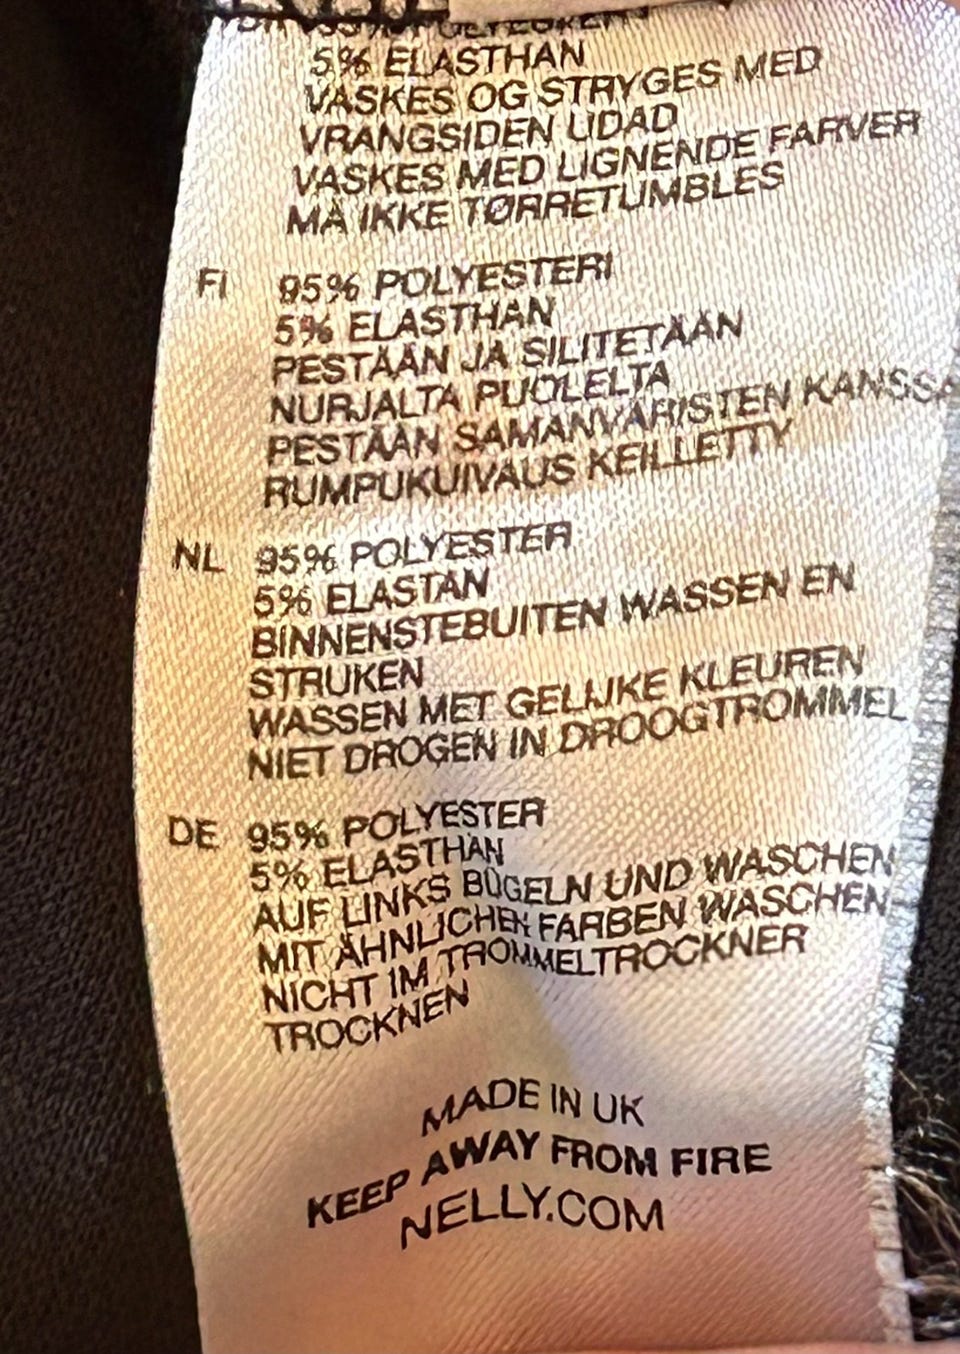 5% ELASTHAN
VASKES OG STRYGES MED
VRANGSIDEN UDAD
VASKES MED LIGNENDE FARVER
MÅ IKKE TØRRETUMBLES
FI 95% POLYESTERI
5% ELASTHAN
PESTÄÄN JA SILITETÄÄN
NURJALTA PUOLELTA
PESTÄÄN SAMANVÄRISTEN KANSSA
RUMPUKUIVAUS KEILLETTY
NL 95% POLYESTER
5% ELASTAN
BINNENSTEBUITEN WASSEN EN
STRUKEN
WASSEN MET GELIJKE KLEUREN
NIET DROGEN IN DROOGTROMMEL
DE 95% POLYESTER
5% ELASTHAN
AUF LINKS BÜGELN UND WASCHEN
MIT ÄHNLICHEN FARBEN WASCHEN
NICHT IM TROMMELTROCKNER
TROCKNEN
MADE IN UK
KEEP AWAY FROM FIRE
NELLY.COM